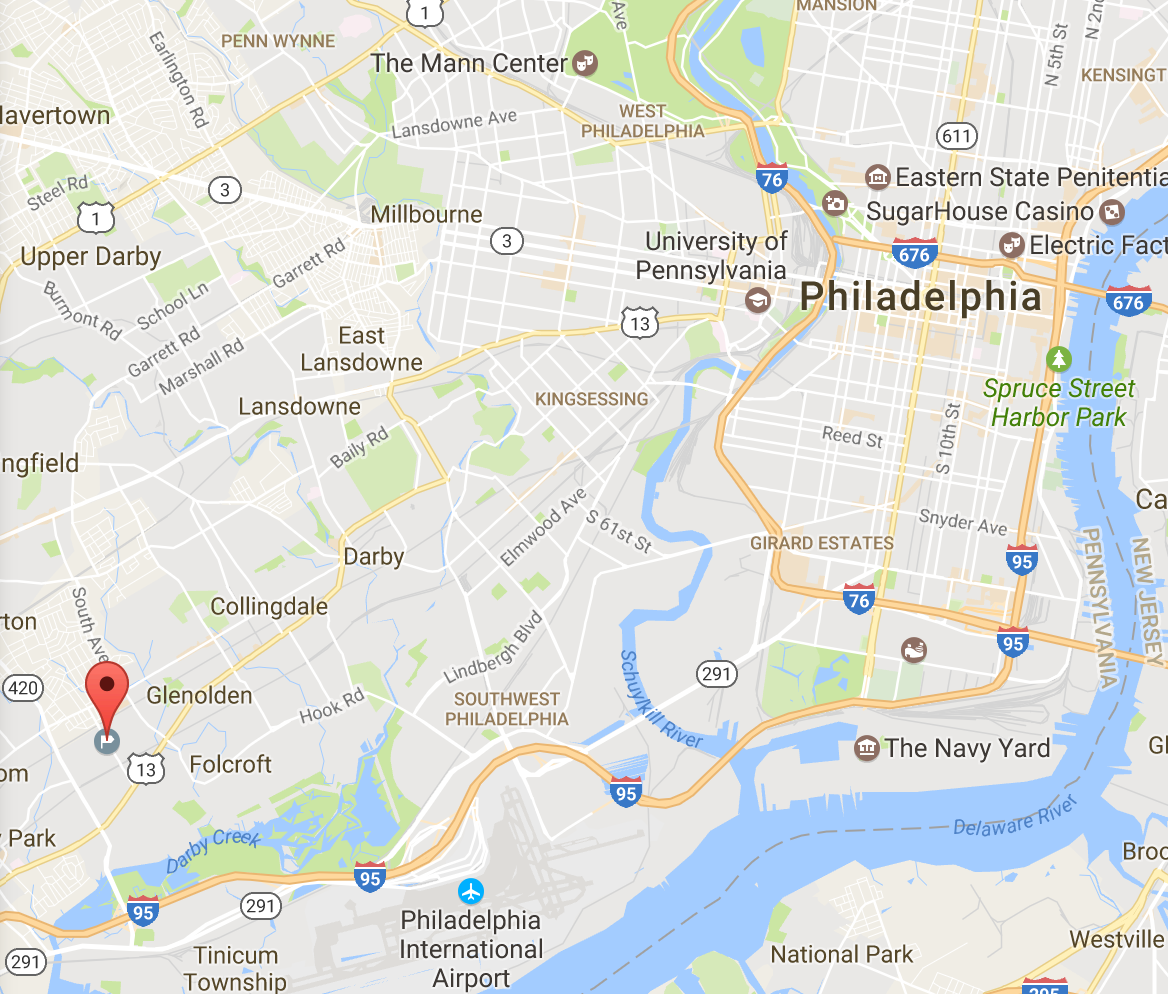 1
MANSION
Ave
N 2nd
PENN WYNNE
Earlington Rd
The Mann Center
N 5th St
KENSINGT
avertown
Lansdowne Ave
WEST
PHILADELPHIA
611
Steel Rd
3
76
Eastern State Penitentia
1
Millbourne
SugarHouse Casino
3
University of
Pennsylvania
676
Electric Fact
Upper Darby
Garrett Rd
School Ln
Burmont Rd
Philadelphia
676
13
East
Lansdowne
Garrett Rd
Marshall Rd
Spruce Street
Harbor Park
KINGSESSING
Lansdowne
Baily Rd
Reed St
S 10th St
ngfield
Ca
Elmwood Ave
S 61st St
Snyder Ave
GIRARD ESTATES
PENNSYLVANIA
NEW JERSEY
Darby
95
76
South Ave
Collingdale
rton
95
Lindbergh Blvd
Schuylkill River
291
420
Glenolden
Hook Rd
SOUTHWEST
PHILADELPHIA
The Navy Yard
Gl
13
Folcroft
om
95
Delaware River
Park
Darby Creek
Broo
95
95
291
Philadelphia
International
Airport
291
Tinicum
Township
National Park
Westville
295